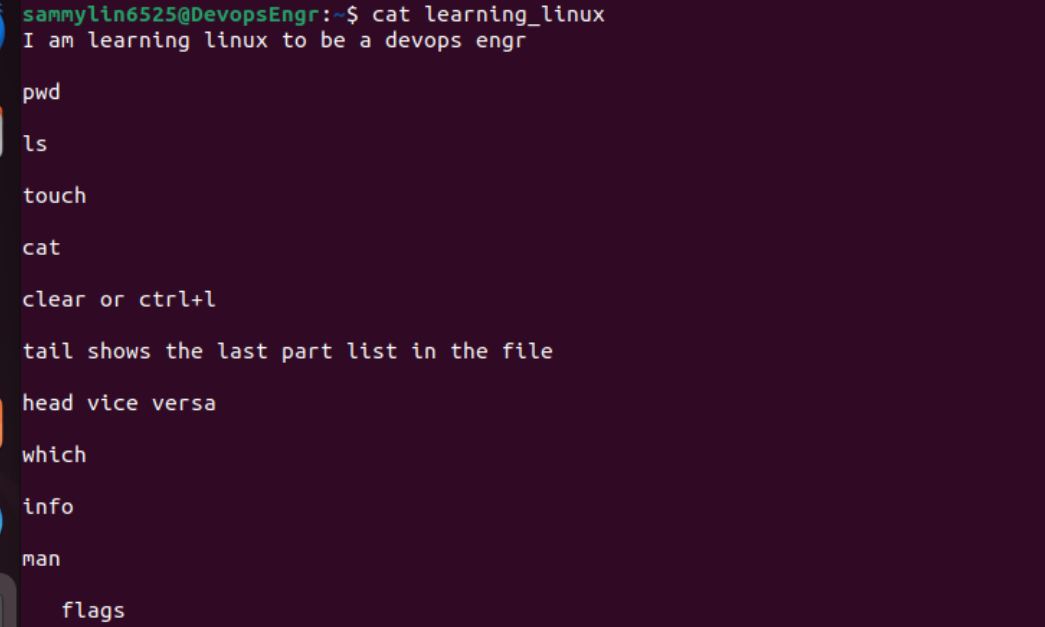 sammylin6525@DevopsEngr:~$ cat learning_linux
I am learning linux to be a devops engr
pwd
ls
touch
cat
clear or ctrl+l
tail shows the last part list in the file
head vice versa
which
info
man
flags